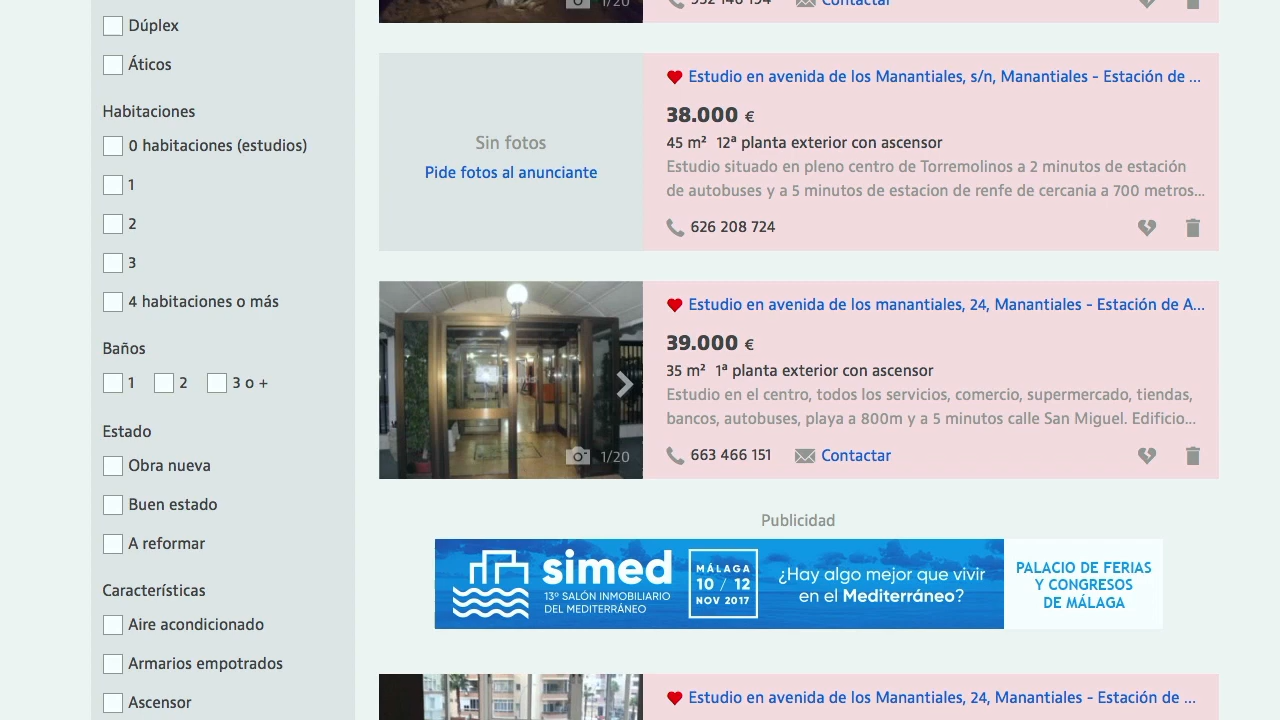 Dúplex
Áticos
Habitaciones
0 habitaciones (estudios)
1
2
3
4 habitaciones o más
Baños
1 2 3 o +
Estado
Obra nueva
Buen estado
A reformar
Características
Aire acondicionado
Armarios empotrados
Ascensor
1/20
Contactar
Sin fotos
Pide fotos al anunciante
Estudio en avenida de los Manantiales, s/n, Manantiales - Estación de ...
38.000 €
45 m² 12ª planta exterior con ascensor
Estudio situado en pleno centro de Torremolinos a 2 minutos de estación
de autobuses y a 5 minutos de estacion de renfe de cercania a 700 metros...
626 208 724
1/20
Estudio en avenida de los manantiales, 24, Manantiales - Estación de A...
39.000 €
35 m² 1ª planta exterior con ascensor
Estudio en el centro, todos los servicios, comercio, supermercado, tiendas,
bancos, autobuses, playa a 800m y a 5 minutos calle San Miguel. Edificio...
663 466 151 Contactar
Publicidad
simed
13º SALÓN INMOBILIARIO
DEL MEDITERRÁNEO
MÁLAGA
10 / 12
NOV 2017
¿Hay algo mejor que vivir
en el Mediterráneo?
PALACIO DE FERIAS
Y CONGRESOS
DE MÁLAGA
Estudio en avenida de los Manantiales, 24, Manantiales - Estación de ...